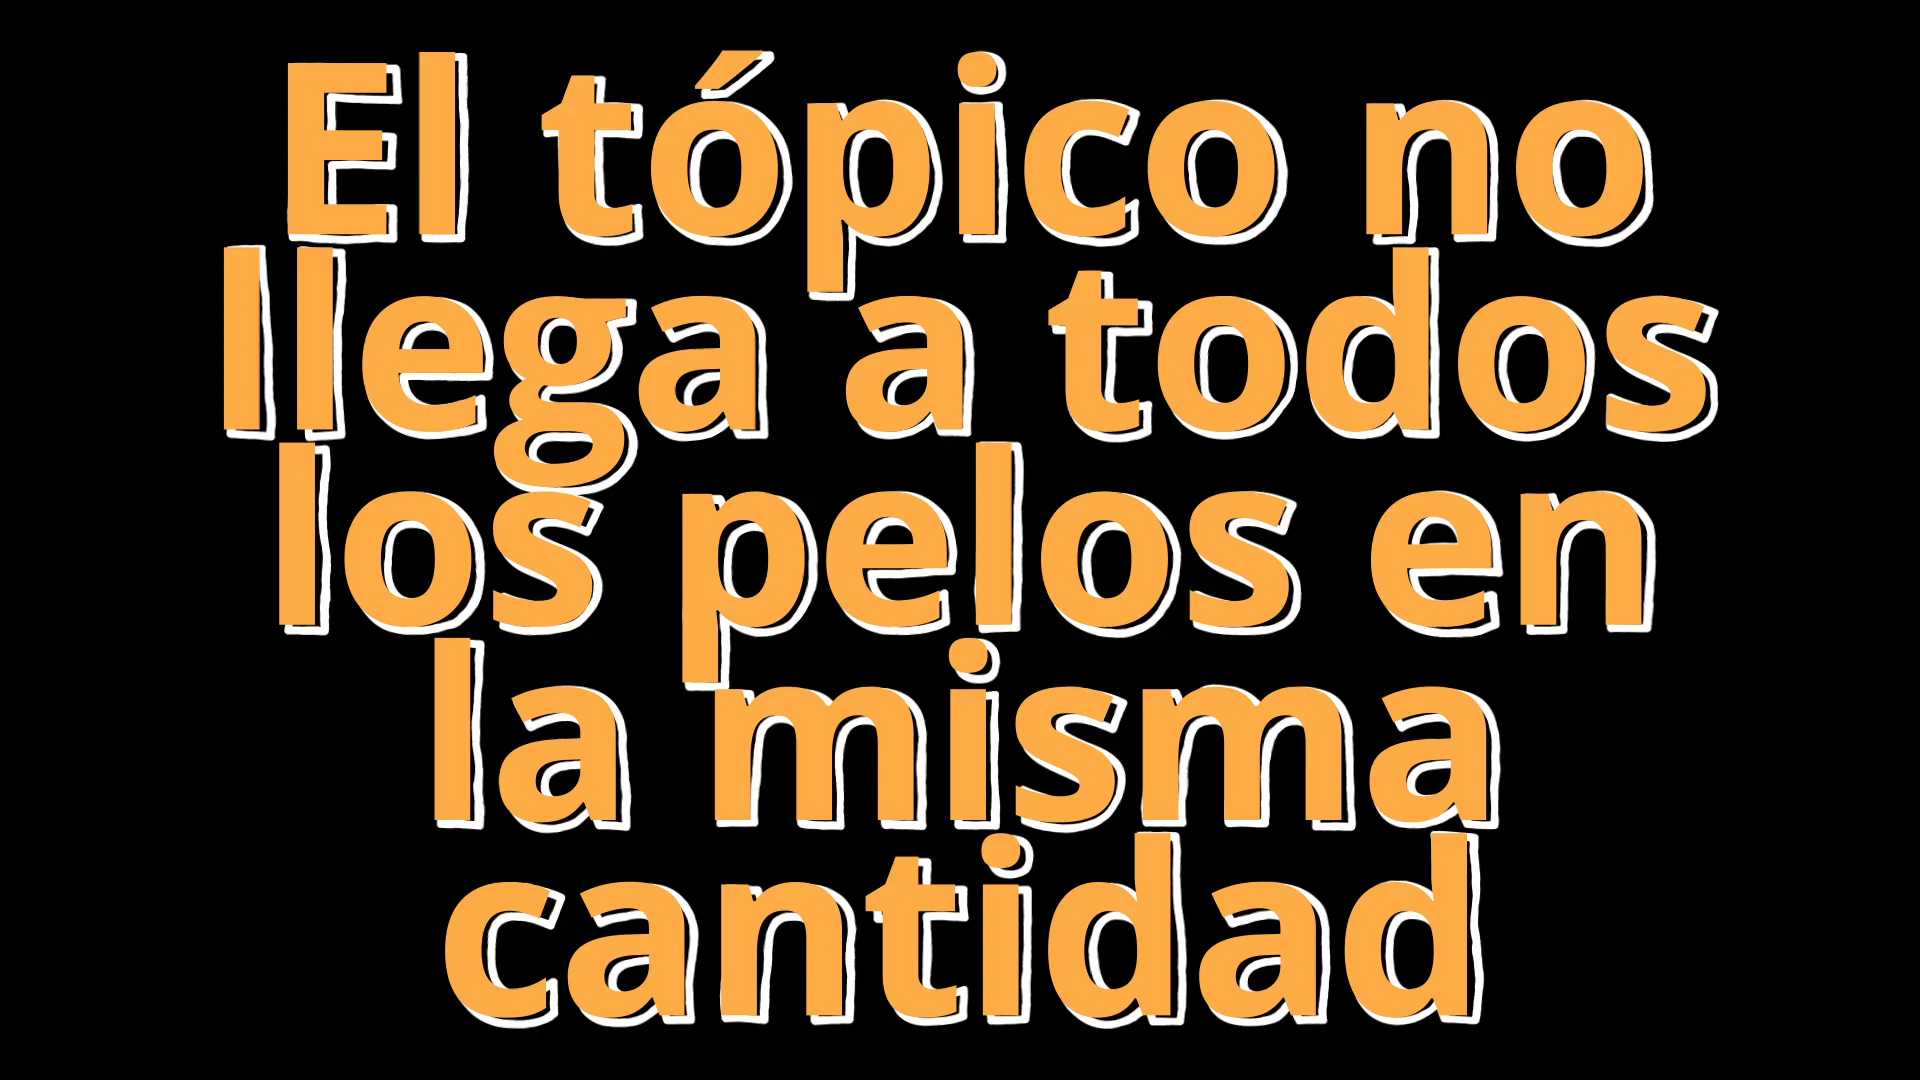 El tópico no
llega a todos
los pelos en
la misma
cantidad